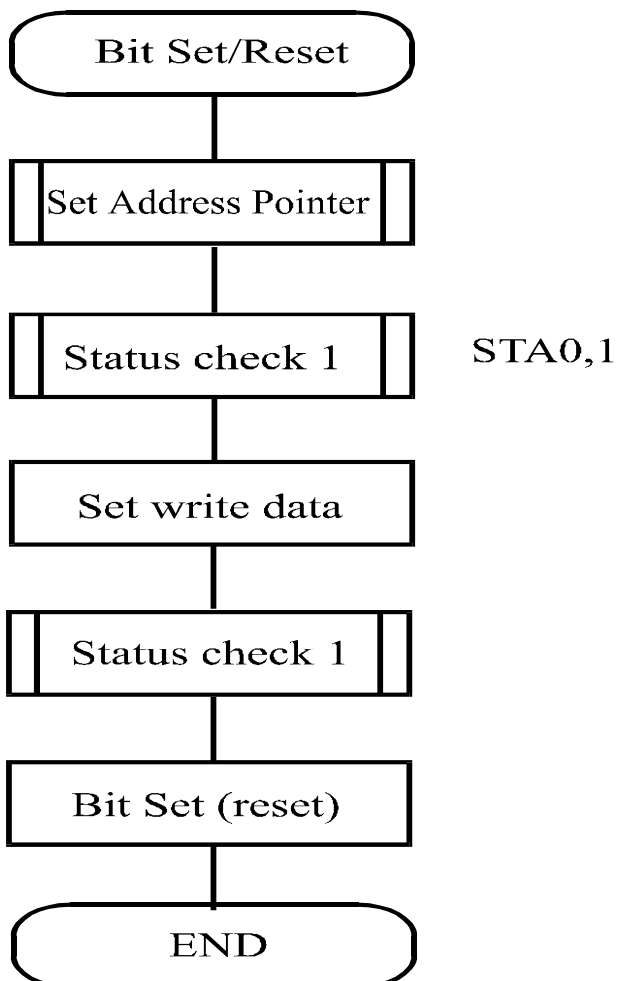 Bit Set/Reset
Set Address Pointer
Status check 1
STA0,1
Set write data
Status check 1
Bit Set (reset)
END